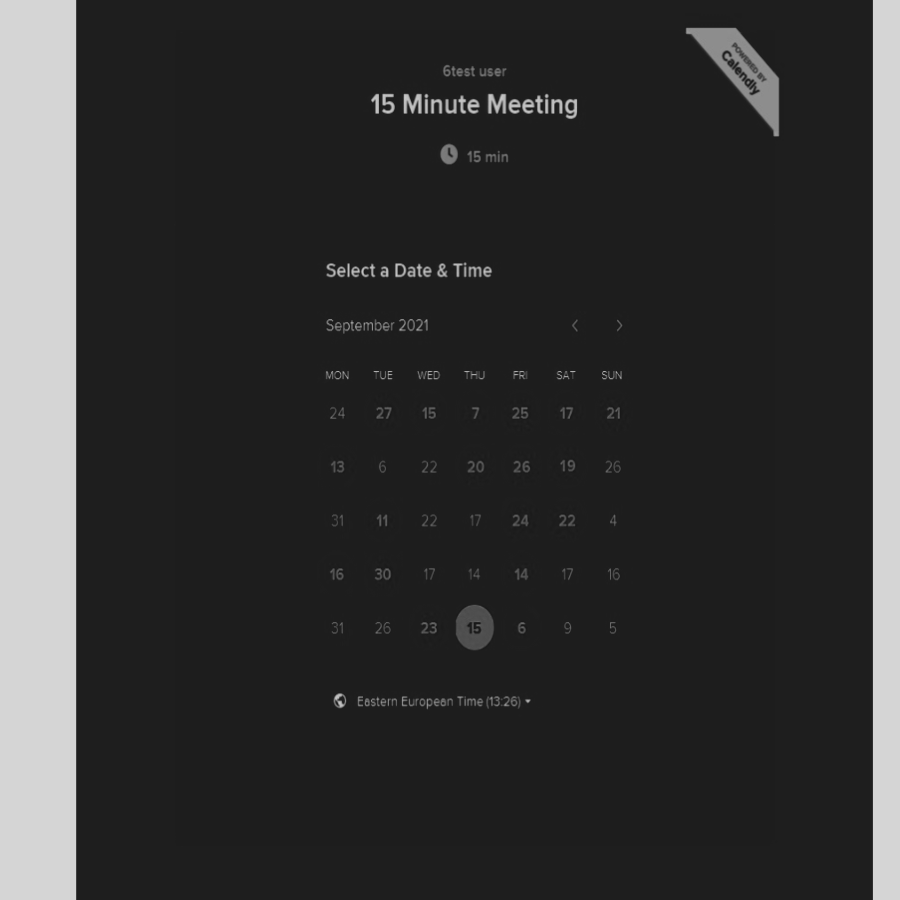 POWERED BY
Calendly
6test user
15 Minute Meeting
15 min
Select a Date & Time
September 2021
MON TUE WED THU FRI SAT SUN
24 27 15 7 25 17 21
13 6 22 20 26 19 26
31 11 22 17 24 22 4
16 30 17 14 14 17 16
31 26 23 15 6 9 5
Eastern European Time (13:26)